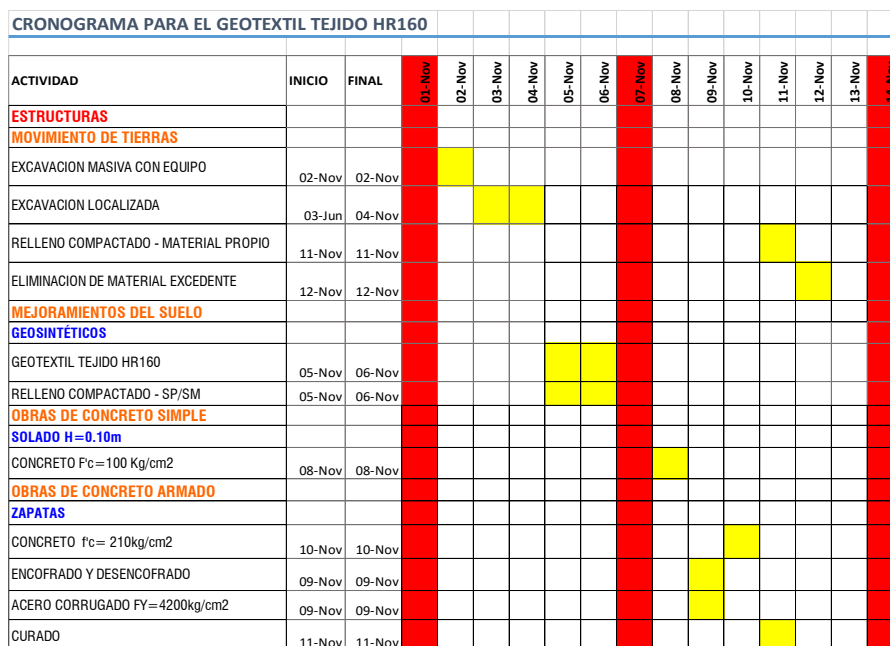 CRONOGRAMA PARA EL GEOTEXTIL TEJIDO HR160
ACTIVIDAD INICIO FINAL 01-Nov 02-Nov 03-Nov 04-Nov 05-Nov 06-Nov 07-Nov 08-Nov 09-Nov 10-Nov 11-Nov 12-Nov 13-Nov 14-Nov
ESTRUCTURAS
MOVIMIENTO DE TIERRAS
EXCAVACION MASIVA CON EQUIPO 02-Nov 02-Nov
EXCAVACION LOCALIZADA 03-Jun 04-Nov
RELLENO COMPACTADO - MATERIAL PROPIO 11-Nov 11-Nov
ELIMINACION DE MATERIAL EXCEDENTE 12-Nov 12-Nov
MEJORAMIENTOS DEL SUELO
GEOSINTÉTICOS
GEOTEXTIL TEJIDO HR160 05-Nov 06-Nov
RELLENO COMPACTADO - SP/SM 05-Nov 06-Nov
OBRAS DE CONCRETO SIMPLE
SOLADO H=0.10m
CONCRETO F'c=100 Kg/cm2 08-Nov 08-Nov
OBRAS DE CONCRETO ARMADO
ZAPATAS
CONCRETO f'c= 210kg/cm2 10-Nov 10-Nov
ENCOFRADO Y DESENCOFRADO 09-Nov 09-Nov
ACERO CORRUGADO FY=4200kg/cm2 09-Nov 09-Nov
CURADO 11-Nov 11-Nov